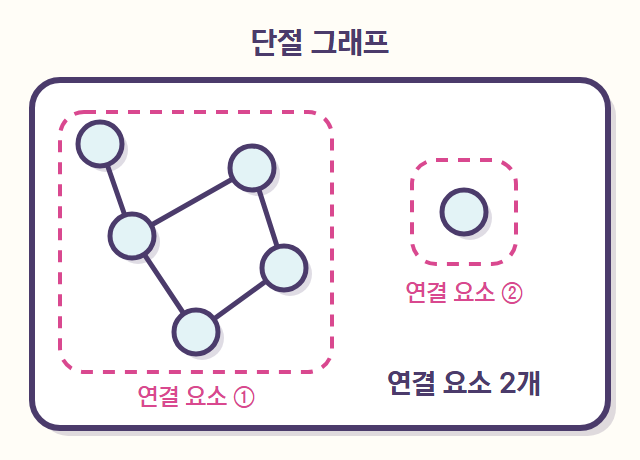 단절 그래프
연결 요소 ②
연결 요소 2개
연결 요소 ①